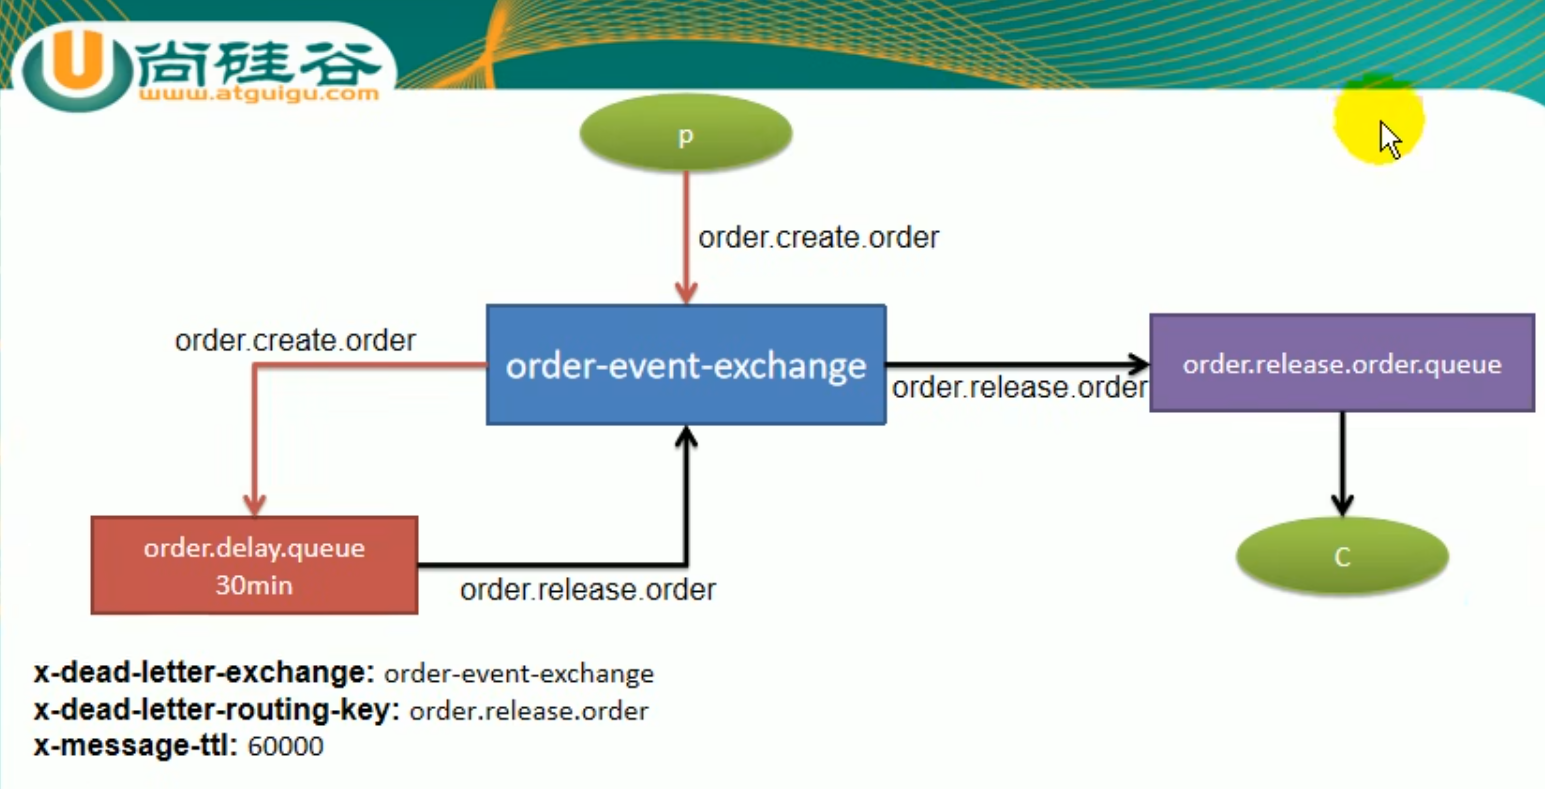 尚硅谷
www.atguigu.com
p
order.create.order
order.create.order
order-event-exchange
order.release.order
order.release.order.queue
order.delay.queue
30min
order.release.order
C
x-dead-letter-exchange: order-event-exchange
x-dead-letter-routing-key: order.release.order
x-message-ttl: 60000